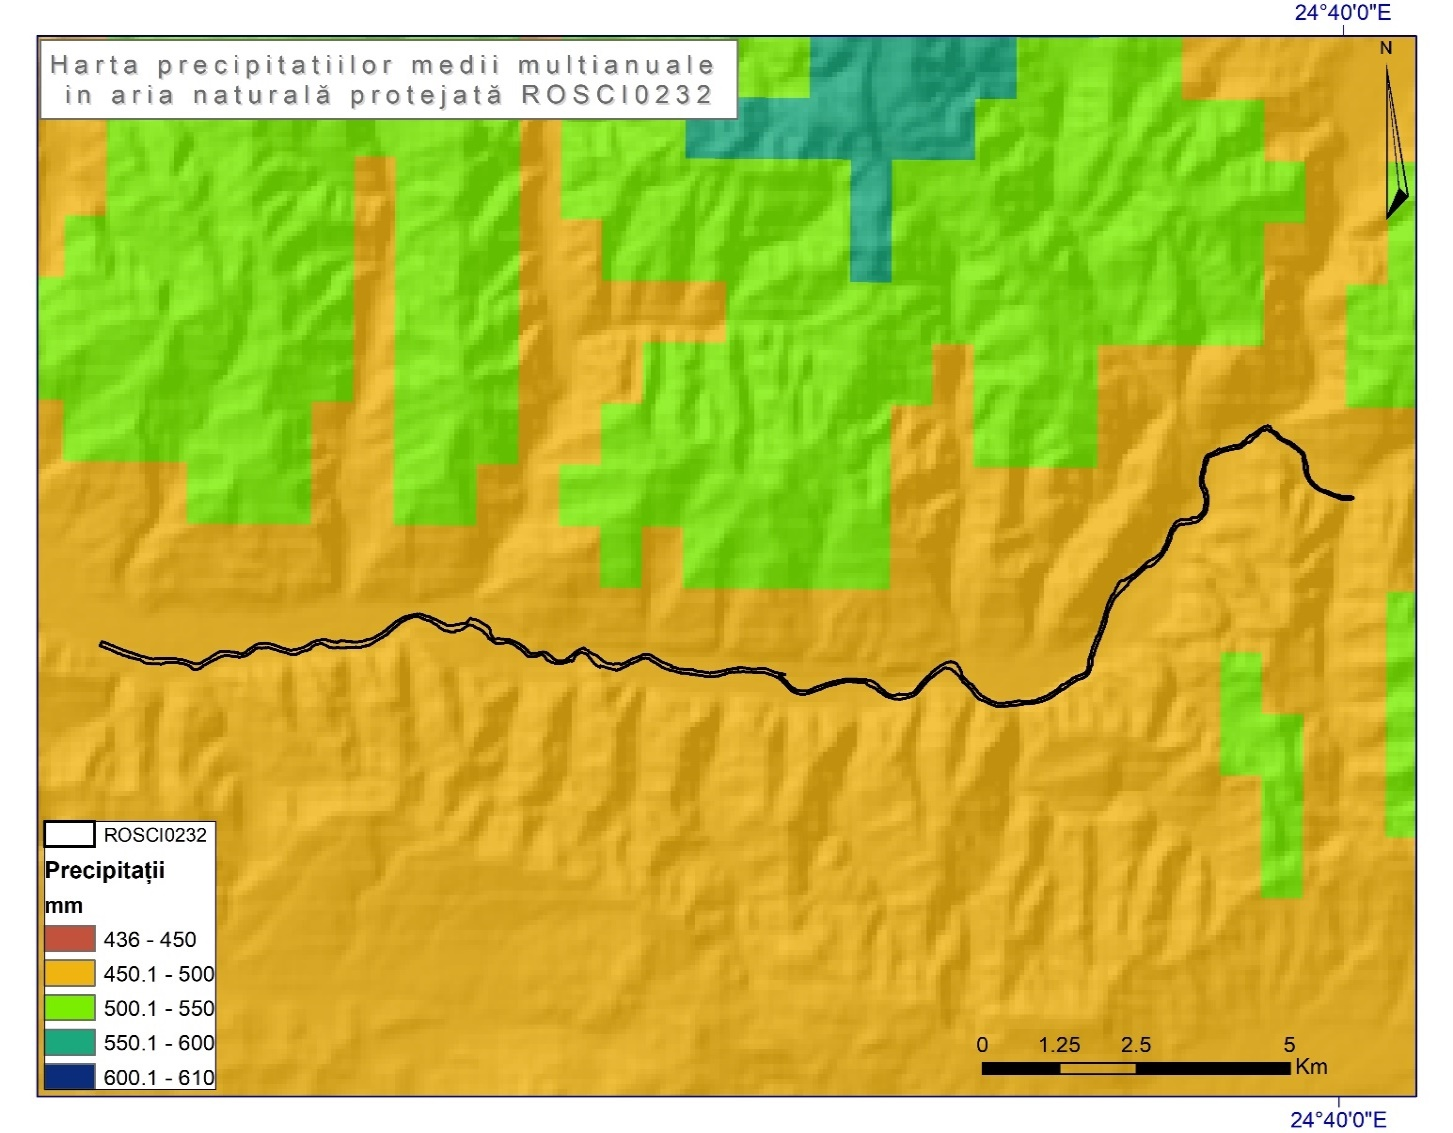 24°40'0"E
N
Harta precipitatiilor medii multianuale
in aria naturală protejată ROSCI0232
ROSCI0232
Precipitații
mm
436 - 450
450.1 - 500
500.1 - 550
550.1 - 600
600.1 - 610
0 1.25 2.5 5
Km
24°40'0"E